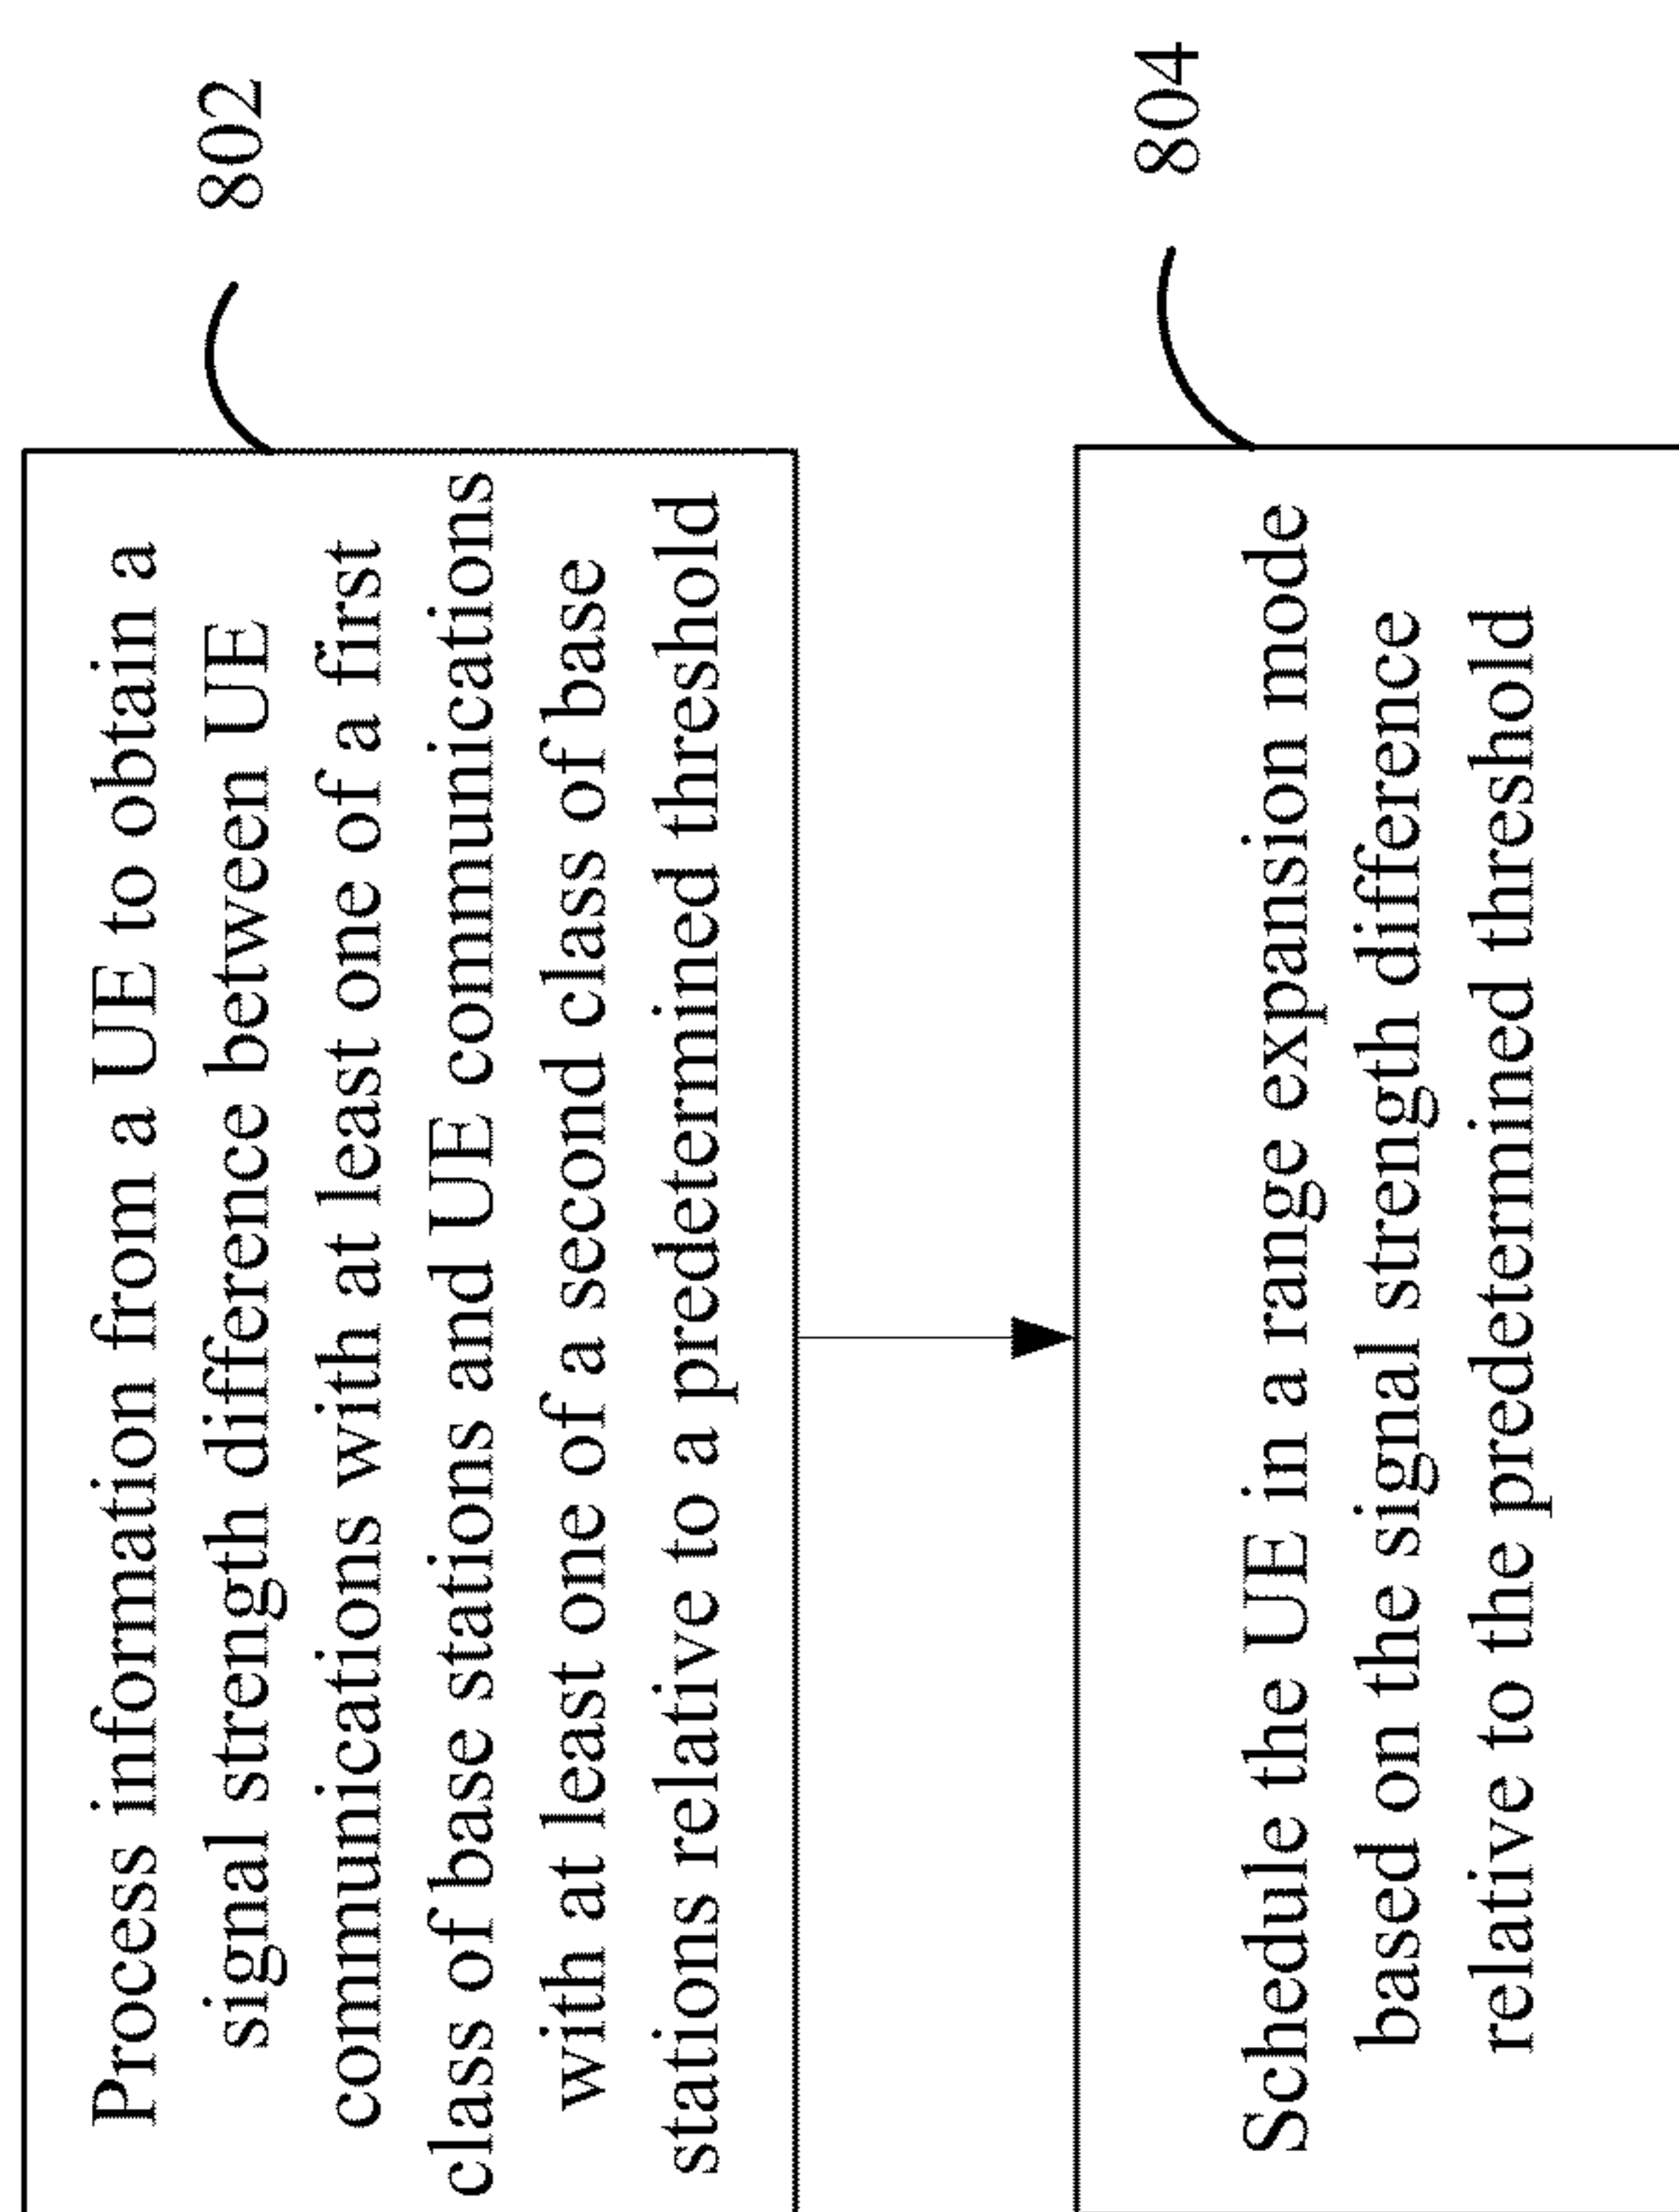 Process information from a UE to obtain a
signal strength difference between UE
communications with at least one of a first
class of base stations and UE communications
with at least one of a second class of base
stations relative to a predetermined threshold
802
Schedule the UE in a range expansion mode
based on the signal strength difference
relative to the predetermined threshold
804